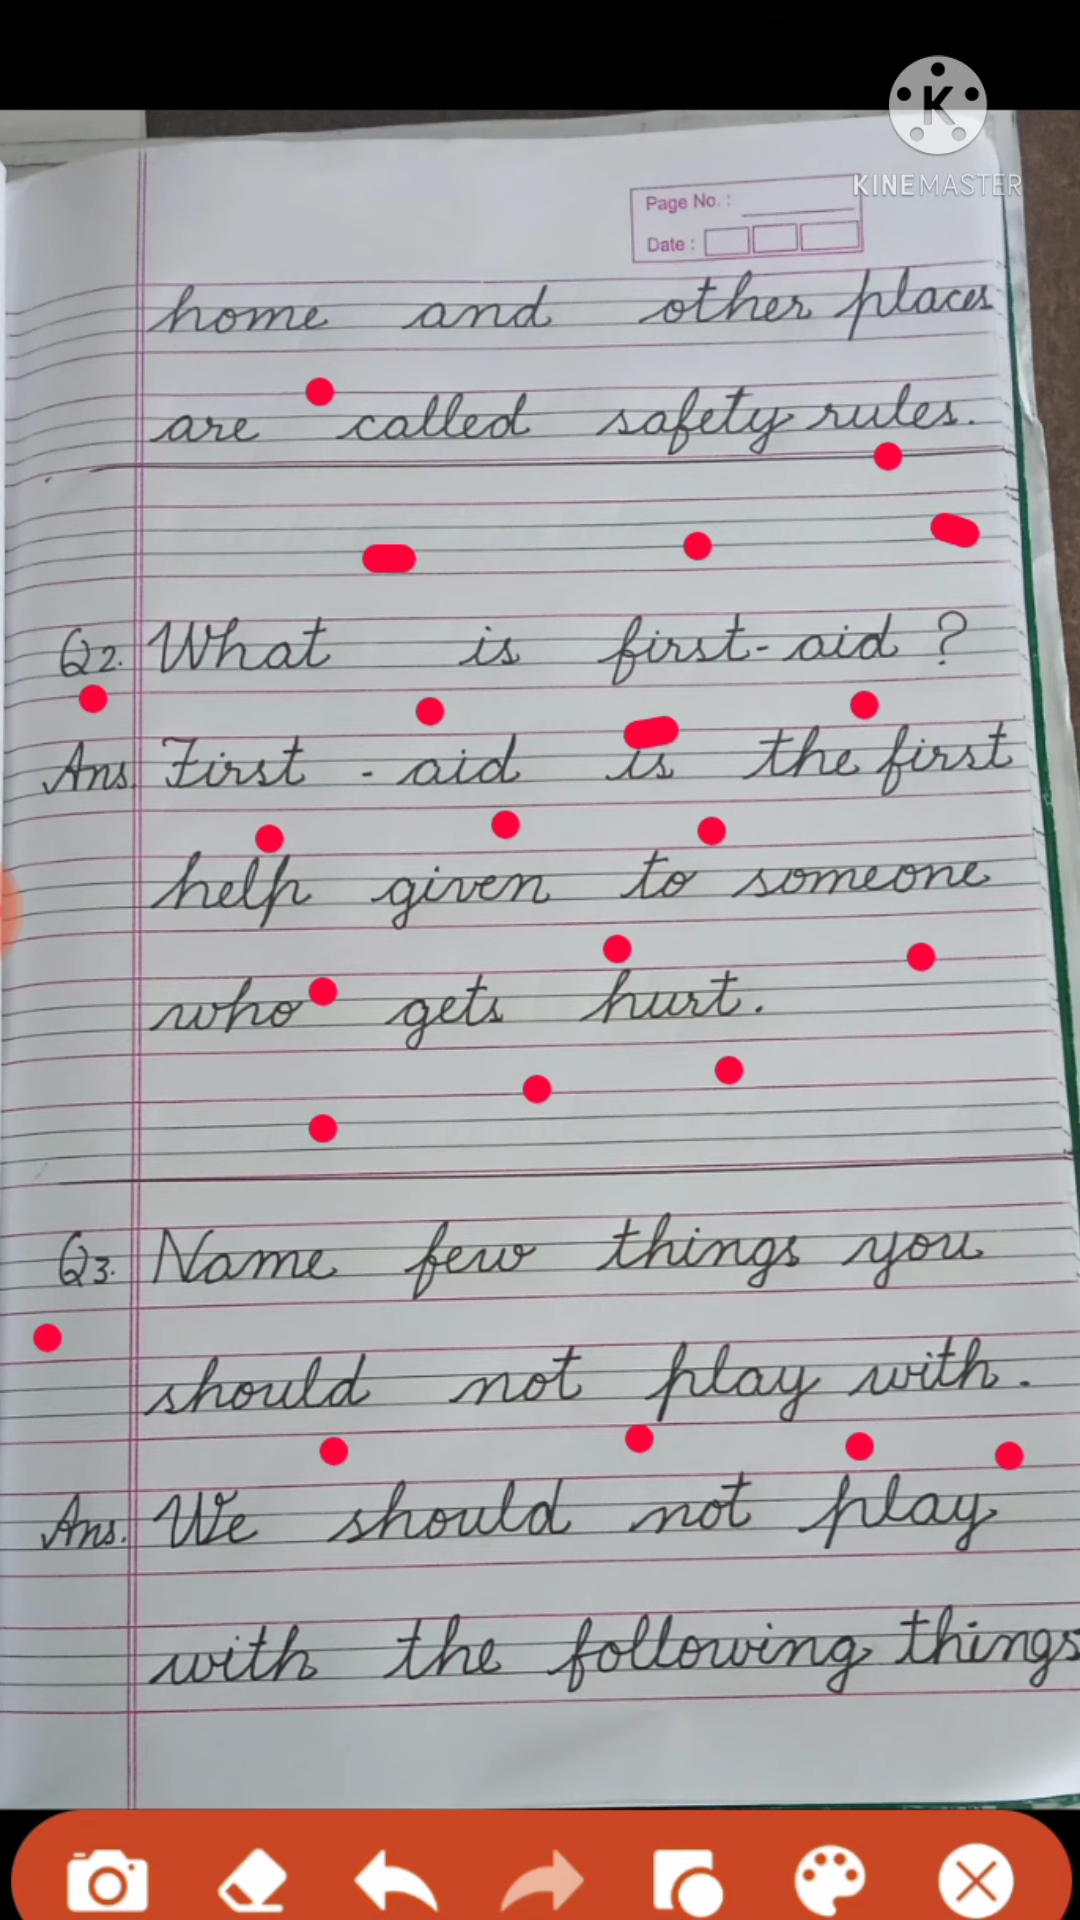 KINEMASTER
Page No. :
Date :
home and other places
are called safety rules.
Q2. What is first-aid ?
Ans. First - aid is the first
help given to someone
who gets hurt.
Q3. Name few things you
should not play with.
Ans. We should not play
with the following things